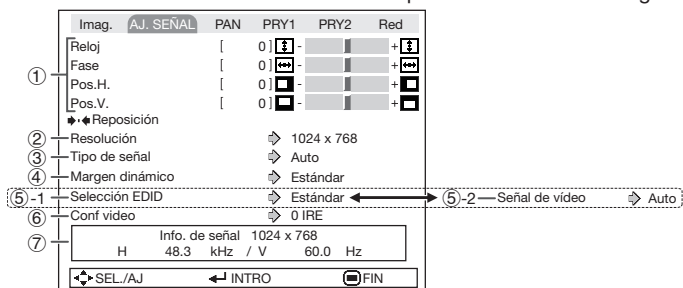 Imag. AJ. SEÑAL PAN PRY1 PRY2 Red
① Reloj [ 0 ] - +
Fase [ 0 ] - +
Pos.H. [ 0 ] - +
Pos.V. [ 0 ] - +
Reposición
② Resolución 1024 x 768
③ Tipo de señal Auto
④ Margen dinámico Estándar
⑤-1 Selección EDID Estándar ⑤-2 Señal de vídeo Auto
⑥ Conf video 0 IRE
⑦ Info. de señal 1024 x 768
H 48.3 kHz / V 60.0 Hz
SEL./AJ INTRO FIN